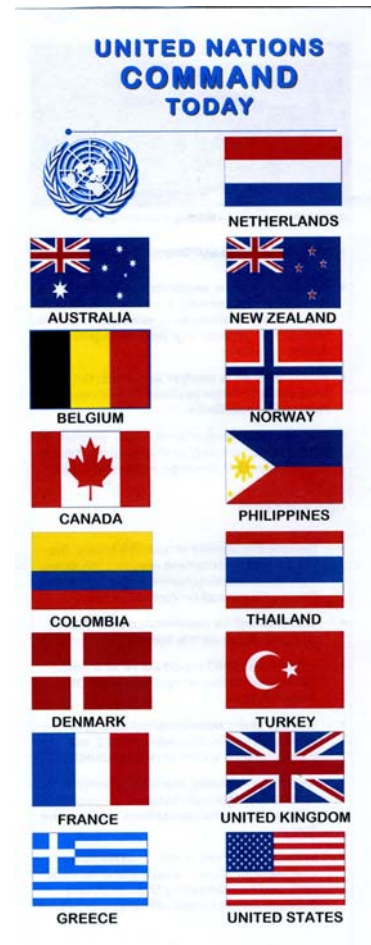 UNITED NATIONS
COMMAND
TODAY
NETHERLANDS
AUSTRALIA
NEW ZEALAND
BELGIUM
NORWAY
CANADA
PHILIPPINES
COLOMBIA
THAILAND
DENMARK
TURKEY
FRANCE
UNITED KINGDOM
GREECE
UNITED STATES